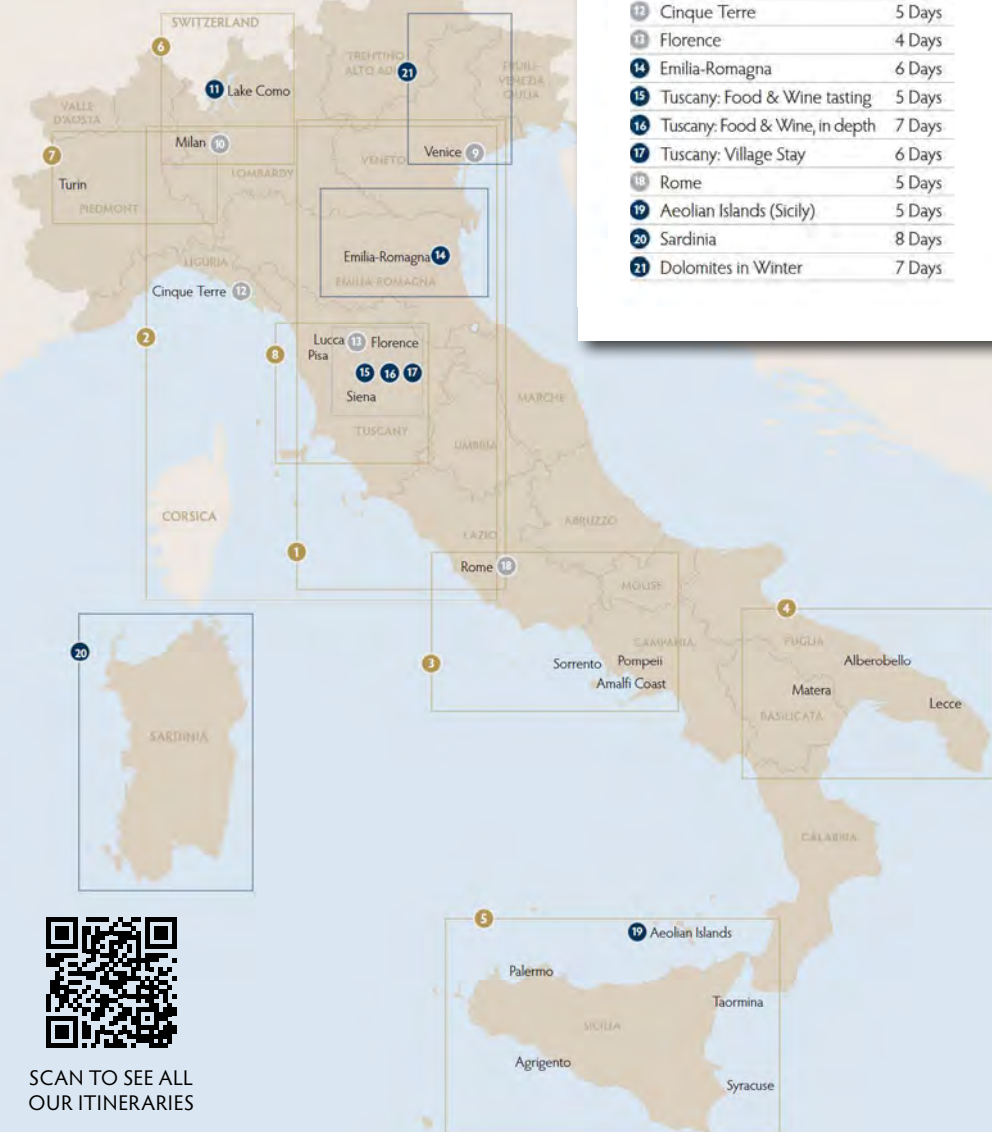 12 Cinque Terre 5 Days
13 Florence 4 Days
14 Emilia-Romagna 6 Days
15 Tuscany: Food & Wine tasting 5 Days
16 Tuscany: Food & Wine, in depth 7 Days
17 Tuscany: Village Stay 6 Days
18 Rome 5 Days
19 Aeolian Islands (Sicily) 5 Days
20 Sardinia 8 Days
21 Dolomites in Winter 7 Days
SWITZERLAND
6
TRENTINO
ALTO AD
21
FRIULI-
VENEZIA
GIULIA
11 Lake Como
VALLE
D'AOSTA
Milan 10
7
VENETO
Venice 9
LOMBARDY
Turin
PIEDMONT
LIGURIA
Emilia-Romagna 14
EMILIA-ROMAGNA
Cinque Terre 12
2
8
Lucca 13 Florence
Pisa
15 16 17
Siena
TUSCANY
MARCHE
UMBRIA
CORSICA
ABRUZZO
LAZIO
1
Rome 18
MOLISE
4
CAMPANIA
PUGLIA
20
3
Sorrento Pompeii
Amalfi Coast
Alberobello
Matera
Lecce
BASILICATA
SARDINIA
CALABRIA
5
19 Aeolian Islands
Palermo
Taormina
SICILIA
Agrigento
Syracuse
SCAN TO SEE ALL
OUR ITINERARIES